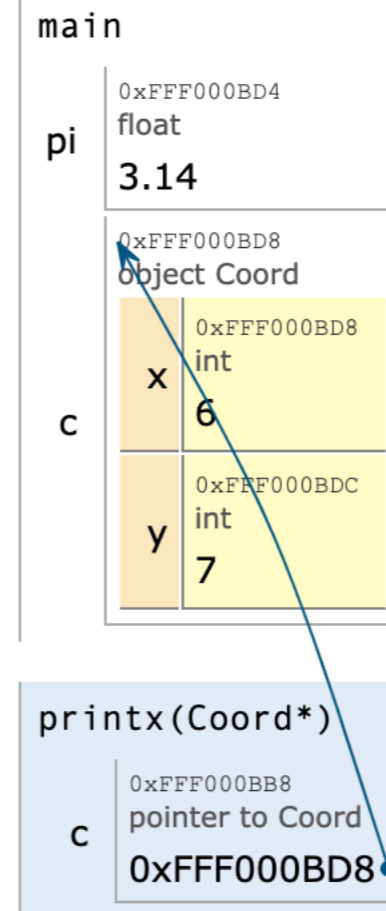 main
pi
0xFFF000BD4
float
3.14
c
0xFFF000BD8
object Coord
x
0xFFF000BD8
int
6
y
0xFFF000BDC
int
7
printx(Coord*)
c
0xFFF000BB8
pointer to Coord
0xFFF000BD8